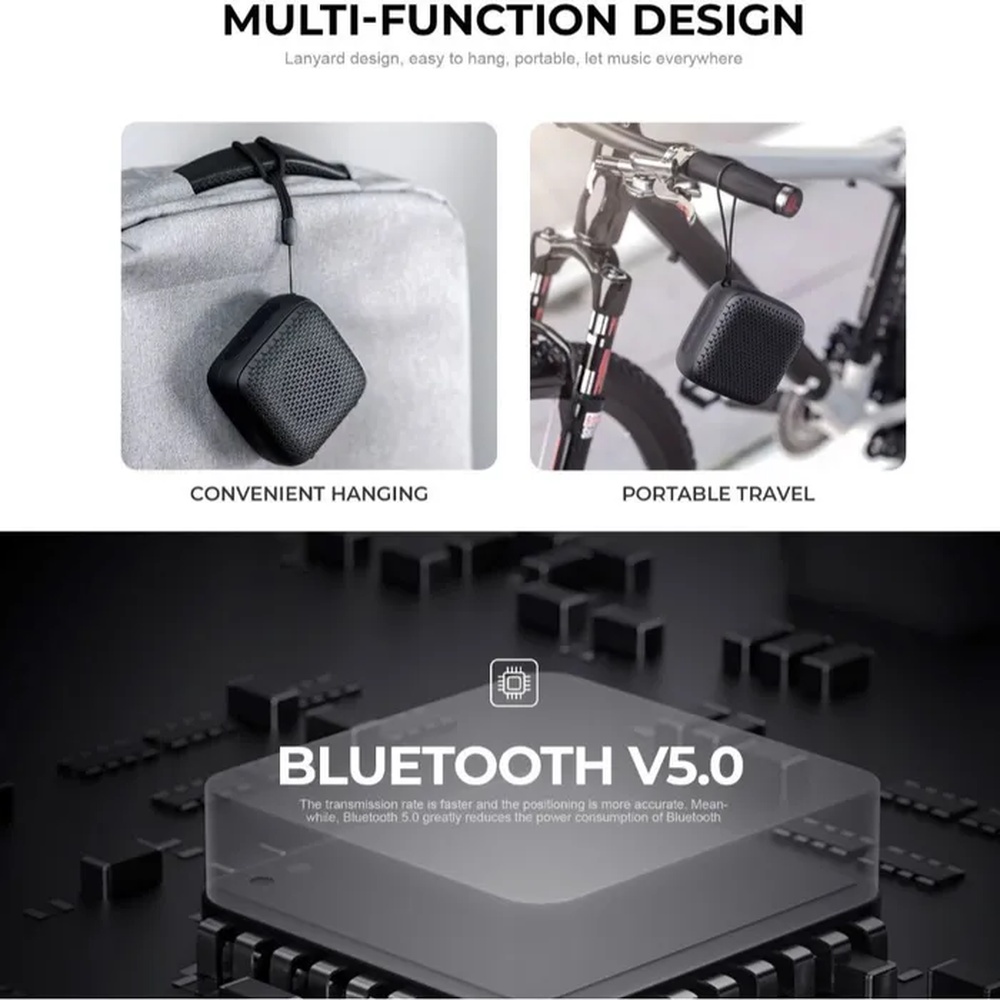 MULTI-FUNCTION DESIGN
Lanyard design, easy to hang, portable, let music everywhere
CONVENIENT HANGING
PORTABLE TRAVEL
BLUETOOTH V5.0
The transmission rate is faster and the positioning is more accurate. Mean-
while, Bluetooth 5.0 greatly reduces the power consumption of Bluetooth